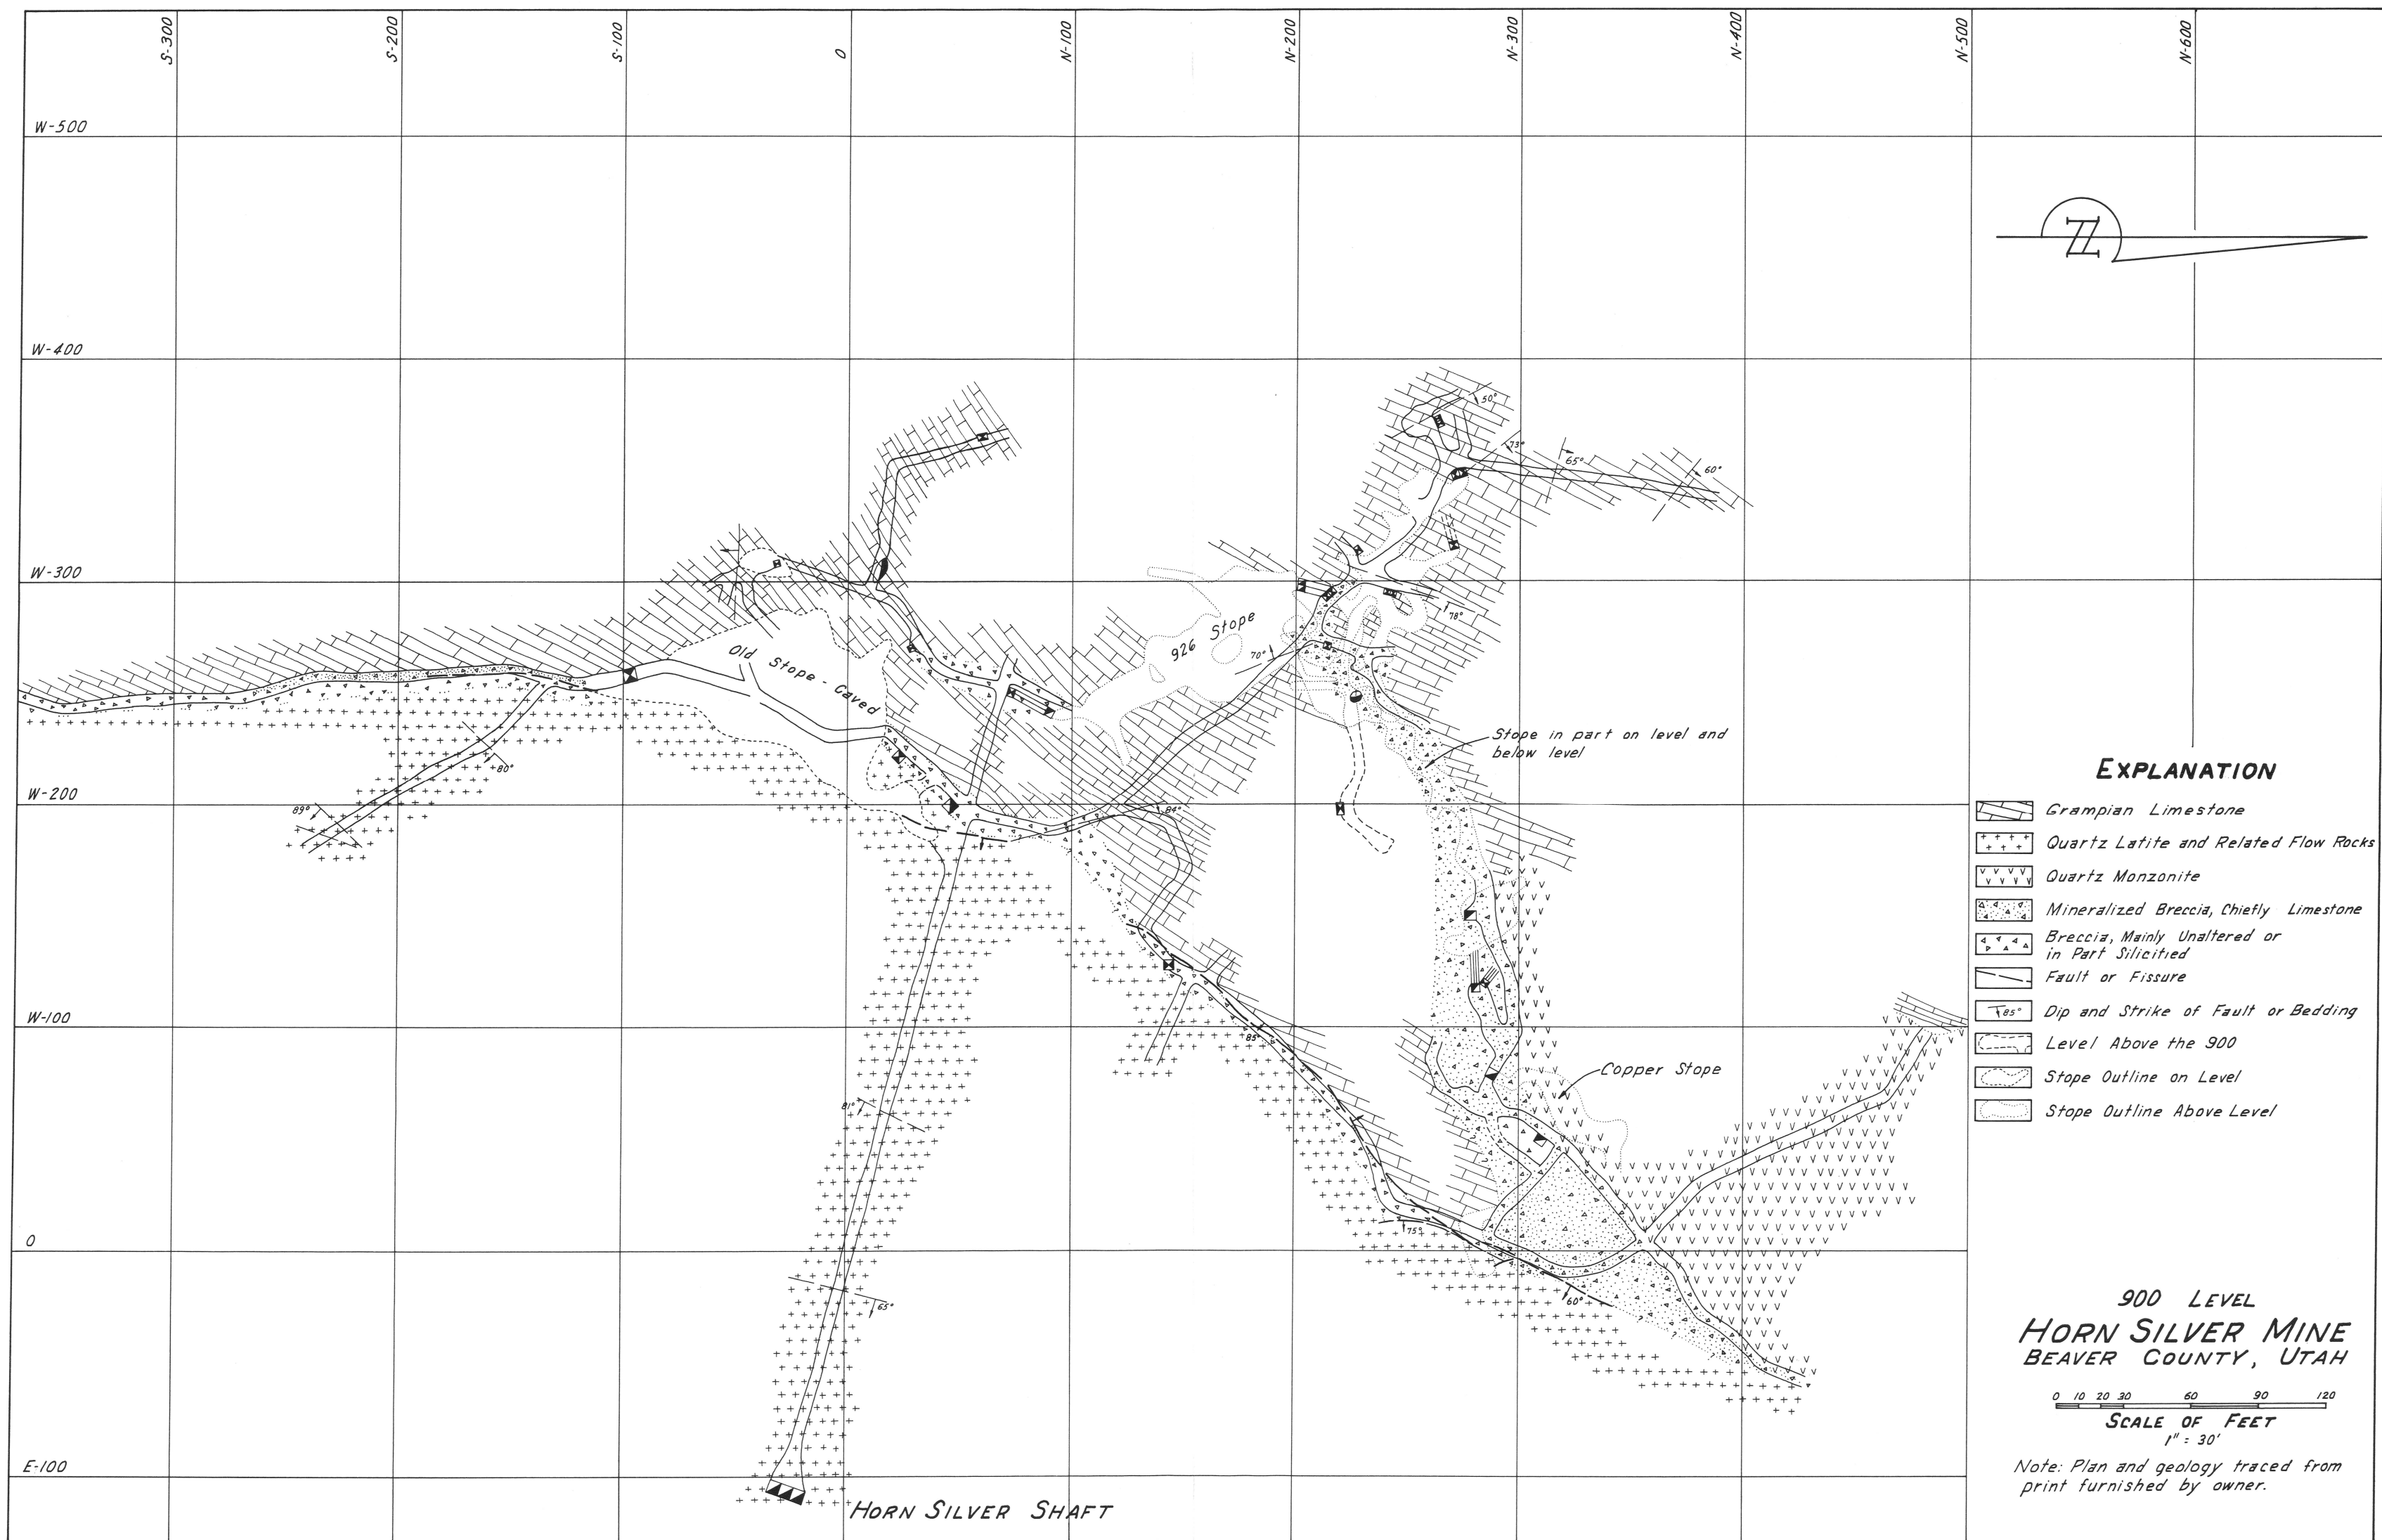 S-300
S-200
S-100
0
N-100
N-200
N-300
N-400
N-500
N-600
W-500
W-400
W-300
W-200
W-100
0
E-100
N
50°
73°
65°
60°
78°
926 Stope
70°
Old Stope - Caved
Stope in part on level and
below level
80°
89°
84°
85°
81°
Copper Stope
75°
65°
60°
HORN SILVER SHAFT
EXPLANATION
Grampian Limestone
Quartz Latite and Related Flow Rocks
Quartz Monzonite
Mineralized Breccia, Chiefly Limestone
Breccia, Mainly Unaltered or
in Part Silicified
Fault or Fissure
85° Dip and Strike of Fault or Bedding
Level Above the 900
Stope Outline on Level
Stope Outline Above Level
900 LEVEL
HORN SILVER MINE
BEAVER COUNTY, UTAH
0 10 20 30 60 90 120
SCALE OF FEET
1" = 30'
Note: Plan and geology traced from
print furnished by owner.